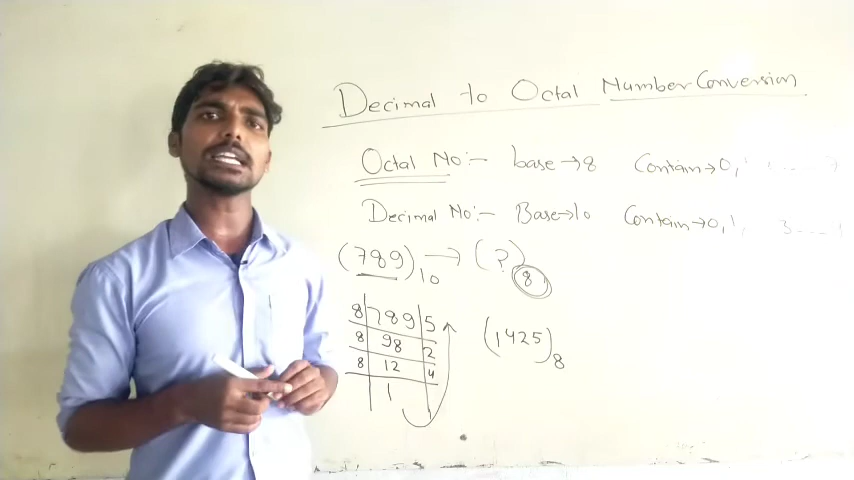 Decimal to Octal Number Conversion
Octal No:- base→8 Contain→0,
Decimal No:- Base→10 Contain→0,1, 3....
(789)10 → (?)8
8 789 5
8 98 2
8 12 4
1
(1425)8